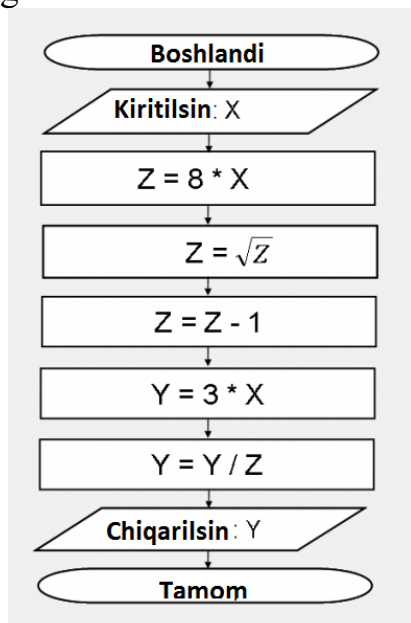 Boshlandi
Kiritilsin: X
Z = 8 * X
Z = √Z
Z = Z - 1
Y = 3 * X
Y = Y / Z
Chiqarilsin: Y
Tamom